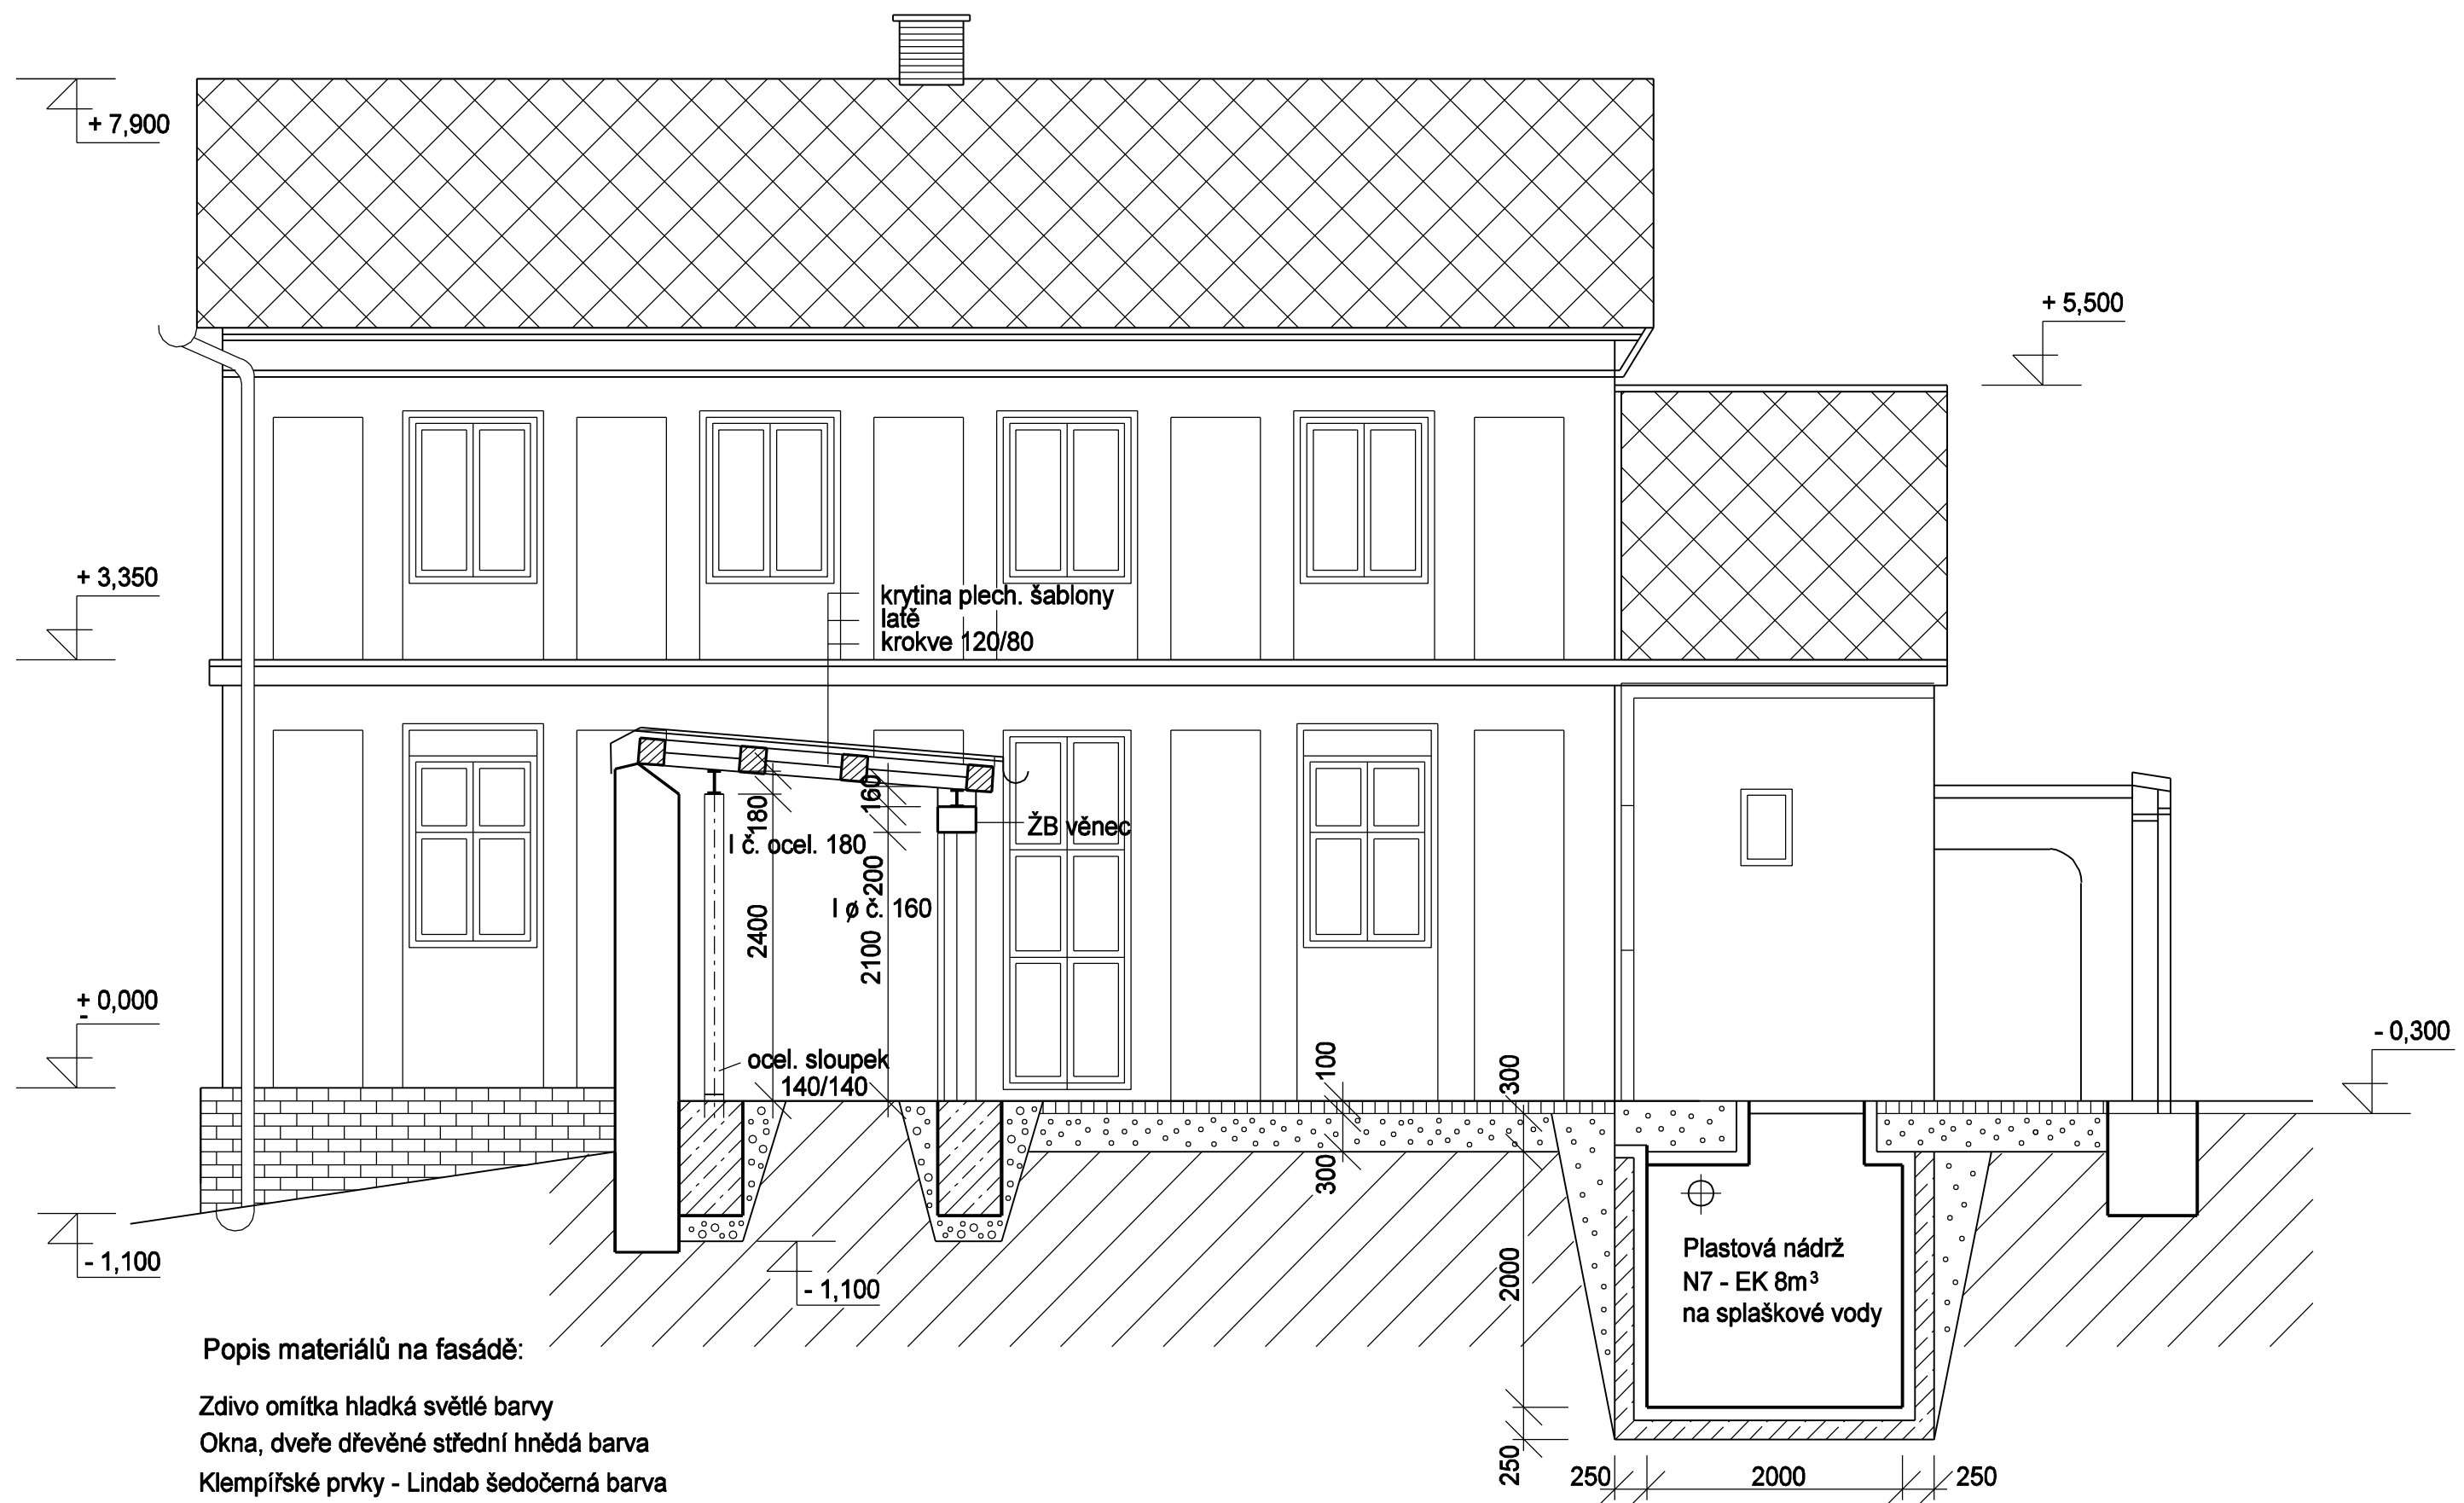 + 7,900
+ 5,500
+ 3,350
krytina plech. šablony
latě
krokve 120/80
180
160
ŽB věnec
I č. ocel. 180
200
I ø č. 160
2400
2100
+ 0,000
-
- 0,300
ocel. sloupek
140/140
100
300
300
- 1,100
- 1,100
2000
Plastová nádrž
N7 - EK 8m³
na splaškové vody
250
250
2000
250
Popis materiálů na fasádě:
Zdivo omítka hladká světlé barvy
Okna, dveře dřevěné střední hnědá barva
Klempířské prvky - Lindab šedočerná barva